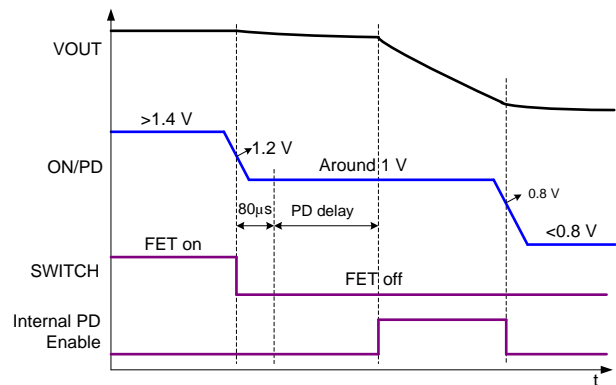 VOUT
>1.4 V
1.2 V
ON/PD
Around 1 V
0.8 V
80µs
PD delay
<0.8 V
FET on
SWITCH
FET off
Internal PD
Enable
t